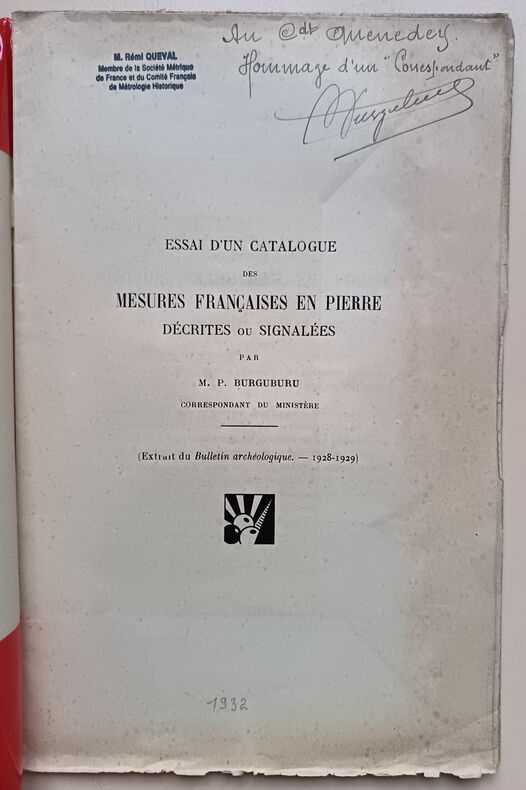 M. Rémi QUEVAL
Membre de la Société Métrique
de France et du Comité Français
de Métrologie Historique
Au Cdt Quenedey.
Hommage d'un "Correspondant"
Burguburu
ESSAI D'UN CATALOGUE
DES
MESURES FRANÇAISES EN PIERRE
DÉCRITES OU SIGNALÉES
PAR
M. P. BURGUBURU
CORRESPONDANT DU MINISTÈRE
(Extrait du Bulletin archéologique. — 1928-1929)
1932